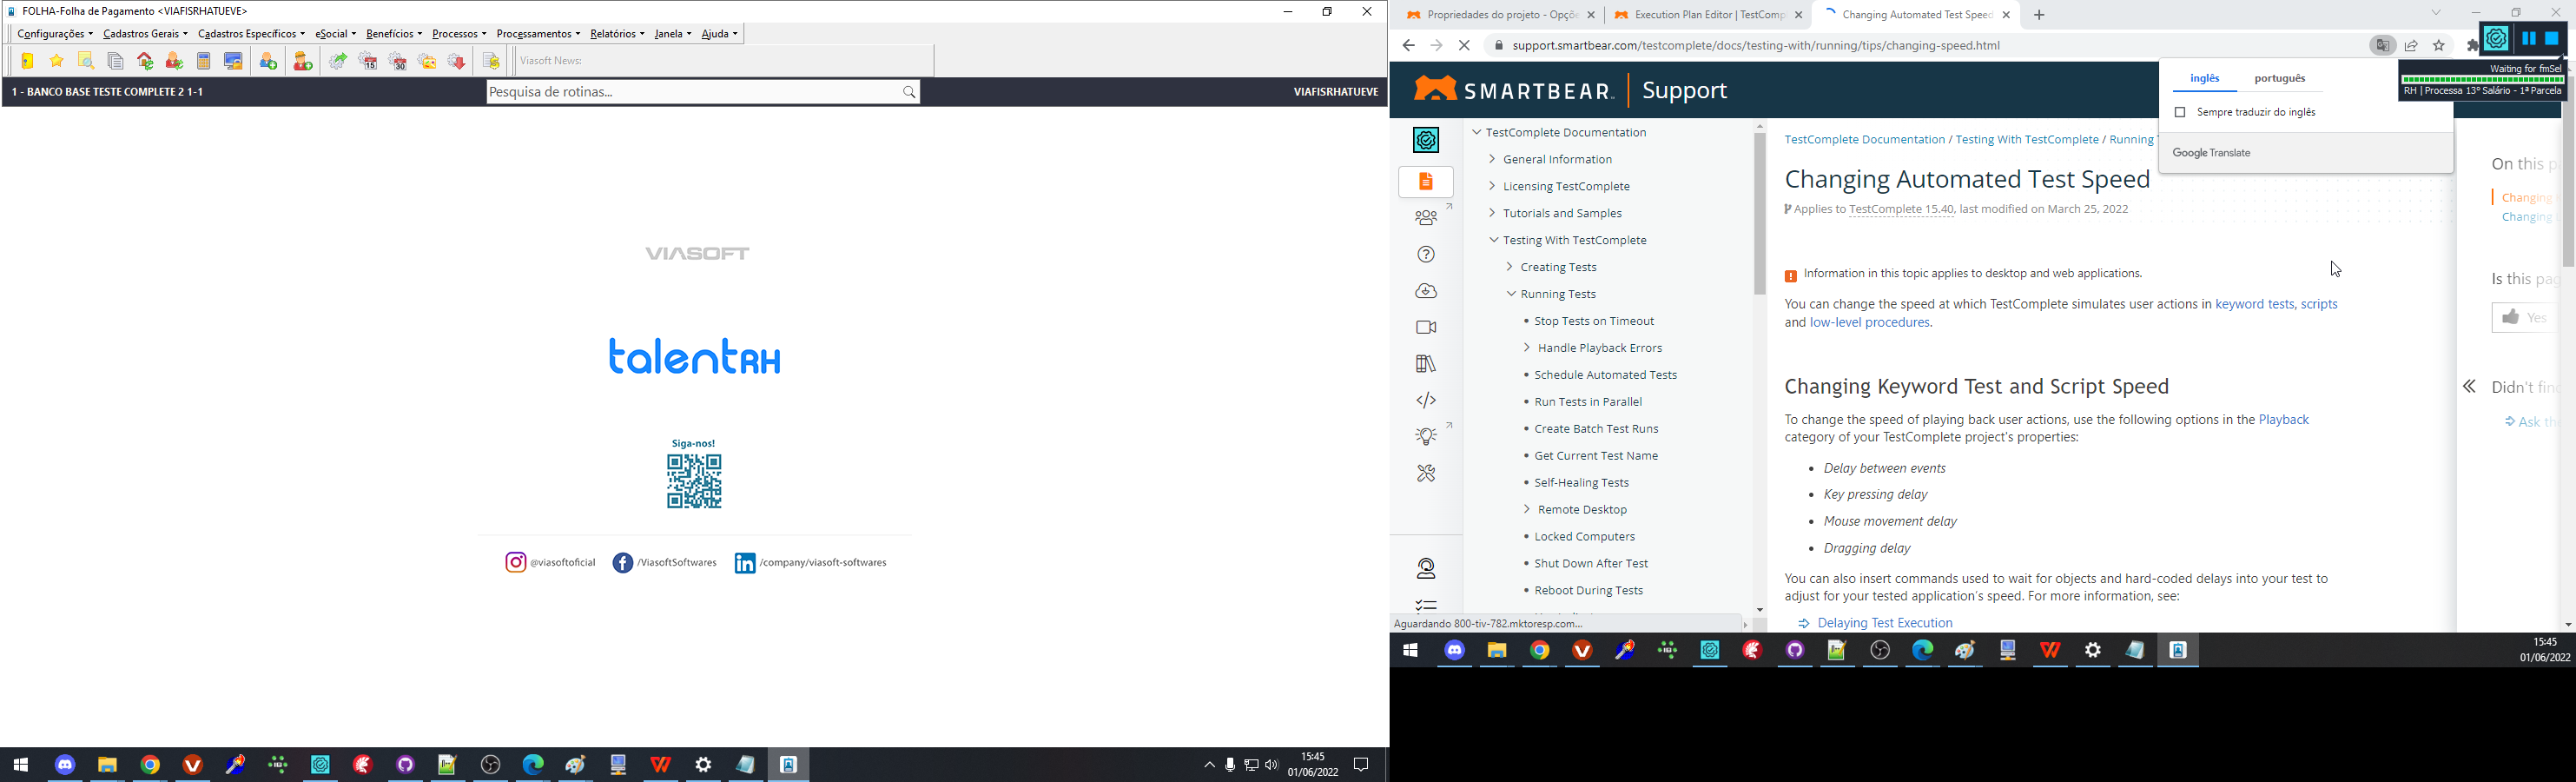 FOLHA-Folha de Pagamento <VIAFISRHATUEVE>
Configurações Cadastros Gerais Cadastros Específicos eSocial Benefícios Processos Processamentos Relatórios Janela Ajuda
15 30 Viasoft News:
1 - BANCO BASE TESTE COMPLETE 2 1-1
Pesquisa de rotinas...
VIAFISRHATUEVE
VIASOFT
talentRH
Siga-nos!
@viasoftoficial
/ViasoftSoftwares
/company/viasoft-softwares
15:45
01/06/2022
Propriedades do projeto - Opçõe
Execution Plan Editor | TestComp
Changing Automated Test Speed
support.smartbear.com/testcomplete/docs/testing-with/running/tips/changing-speed.html
Waiting for fmSel
RH | Processa 13º Salário - 1ª Parcela
inglês português
Sempre traduzir do inglês
Google Translate
SMARTBEAR Support
TestComplete Documentation
General Information
Licensing TestComplete
Tutorials and Samples
Testing With TestComplete
Creating Tests
Running Tests
Stop Tests on Timeout
Handle Playback Errors
Schedule Automated Tests
Run Tests in Parallel
Create Batch Test Runs
Get Current Test Name
Self-Healing Tests
Remote Desktop
Locked Computers
Shut Down After Test
Reboot During Tests
TestComplete Documentation / Testing With TestComplete / Running
Changing Automated Test Speed
Applies to TestComplete 15.40, last modified on March 25, 2022
Information in this topic applies to desktop and web applications.
You can change the speed at which TestComplete simulates user actions in keyword tests, scripts
and low-level procedures.
Changing Keyword Test and Script Speed
To change the speed of playing back user actions, use the following options in the Playback
category of your TestComplete project's properties:
• Delay between events
• Key pressing delay
• Mouse movement delay
• Dragging delay
You can also insert commands used to wait for objects and hard-coded delays into your test to
adjust for your tested application's speed. For more information, see:
Delaying Test Execution
On this p
Changing
Changing
Is this pag
Yes
Didn't fin
Ask th
Aguardando 800-tiv-782.mktoresp.com...
15:45
01/06/2022